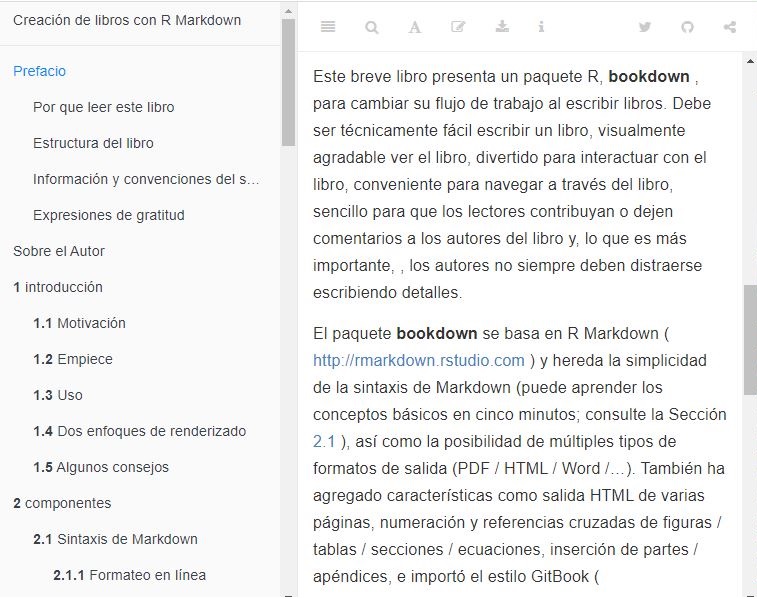 Creación de libros con R Markdown
Prefacio
Por que leer este libro
Estructura del libro
Información y convenciones del s...
Expresiones de gratitud
Sobre el Autor
1 introducción
1.1 Motivación
1.2 Empiece
1.3 Uso
1.4 Dos enfoques de renderizado
1.5 Algunos consejos
2 componentes
2.1 Sintaxis de Markdown
2.1.1 Formateo en línea
Este breve libro presenta un paquete R, bookdown ,
para cambiar su flujo de trabajo al escribir libros. Debe
ser técnicamente fácil escribir un libro, visualmente
agradable ver el libro, divertido para interactuar con el
libro, conveniente para navegar a través del libro,
sencillo para que los lectores contribuyan o dejen
comentarios a los autores del libro y, lo que es más
importante, , los autores no siempre deben distraerse
escribiendo detalles.
El paquete bookdown se basa en R Markdown (
http://rmarkdown.rstudio.com ) y hereda la simplicidad
de la sintaxis de Markdown (puede aprender los
conceptos básicos en cinco minutos; consulte la Sección
2.1 ), así como la posibilidad de múltiples tipos de
formatos de salida (PDF / HTML / Word /...). También ha
agregado características como salida HTML de varias
páginas, numeración y referencias cruzadas de figuras /
tablas / secciones / ecuaciones, inserción de partes /
apéndices, e importó el estilo GitBook (